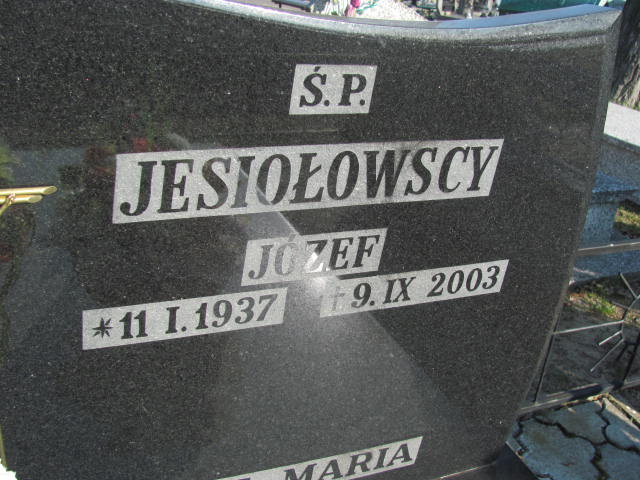 Ś.P.
JESIOŁOWSCY
JÓZEF
*11 I.1937 †9.IX 2003
MARIA